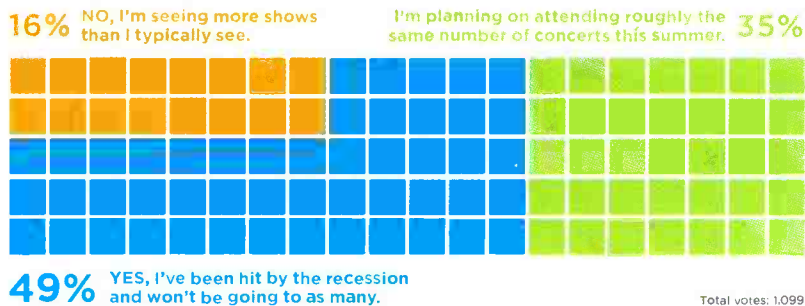 16% NO, I'm seeing more shows
than I typically see.
I'm planning on attending roughly the
same number of concerts this summer. 35%
49% YES, I've been hit by the recession
and won't be going to as many.
Total votes: 1,099